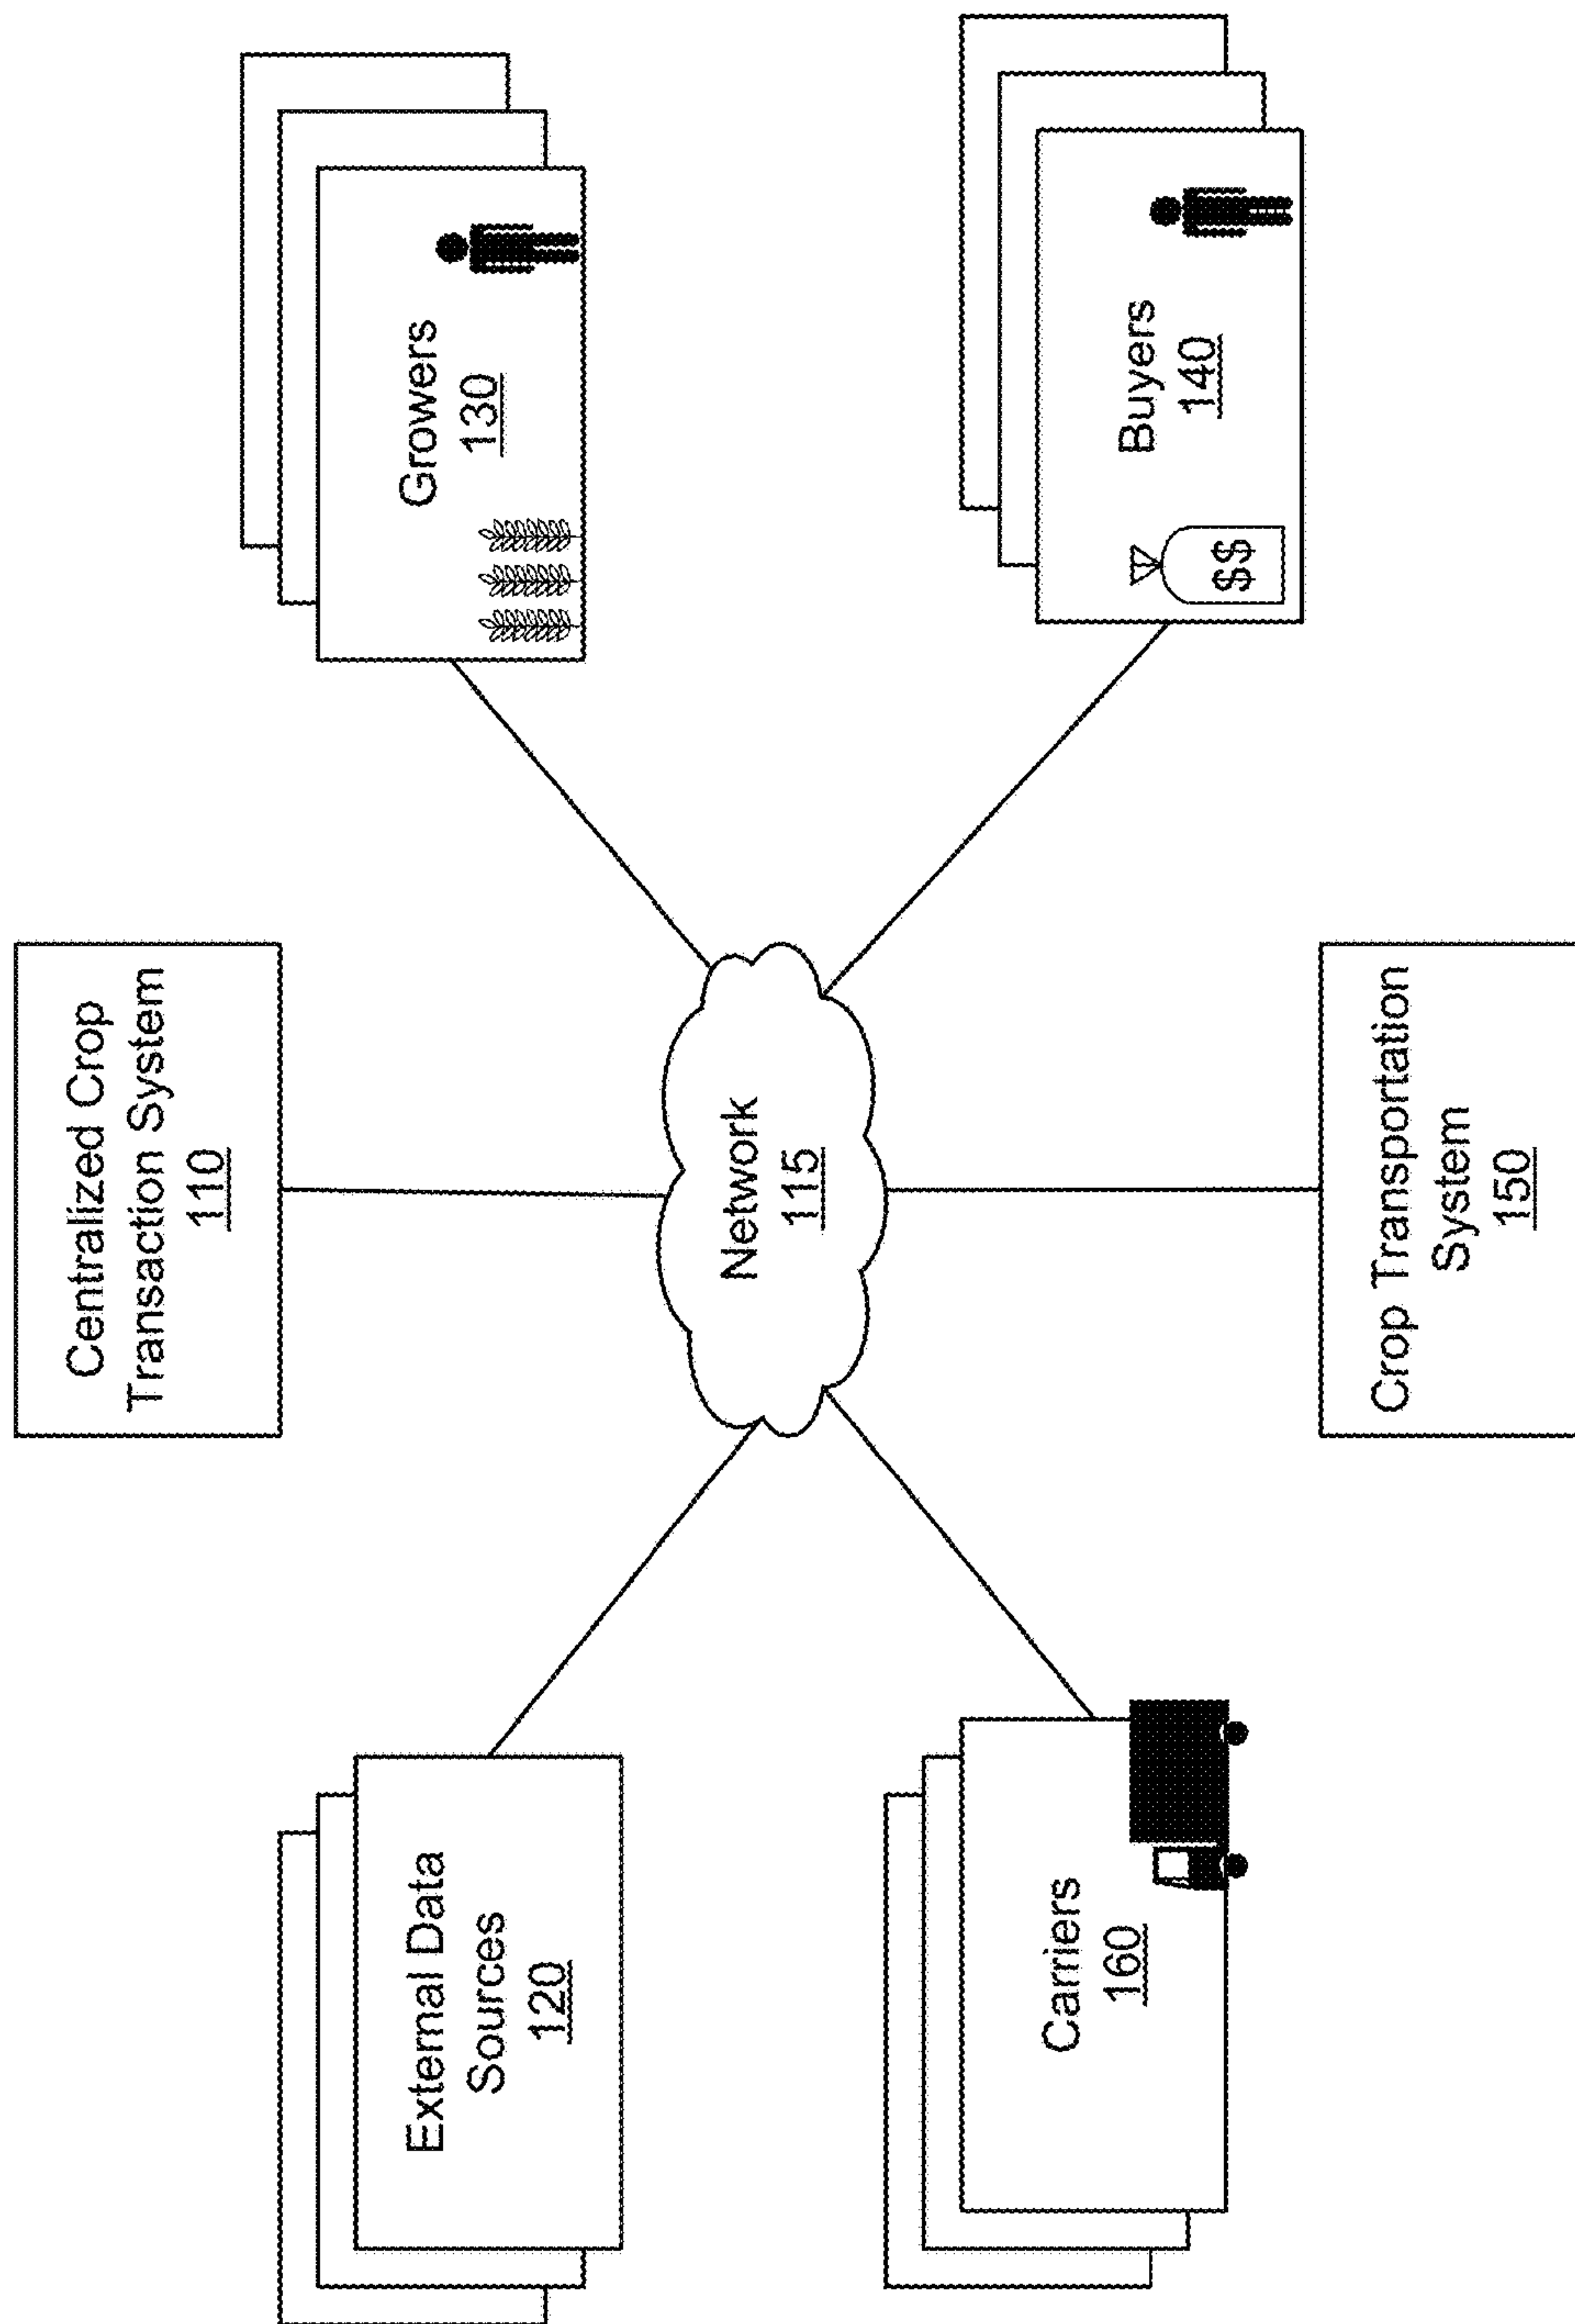 Centralized Crop
Transaction System
110
External Data
Sources
120
Growers
130
Network
115
Carriers
160
Buyers
140
$$
Crop Transportation
System
150